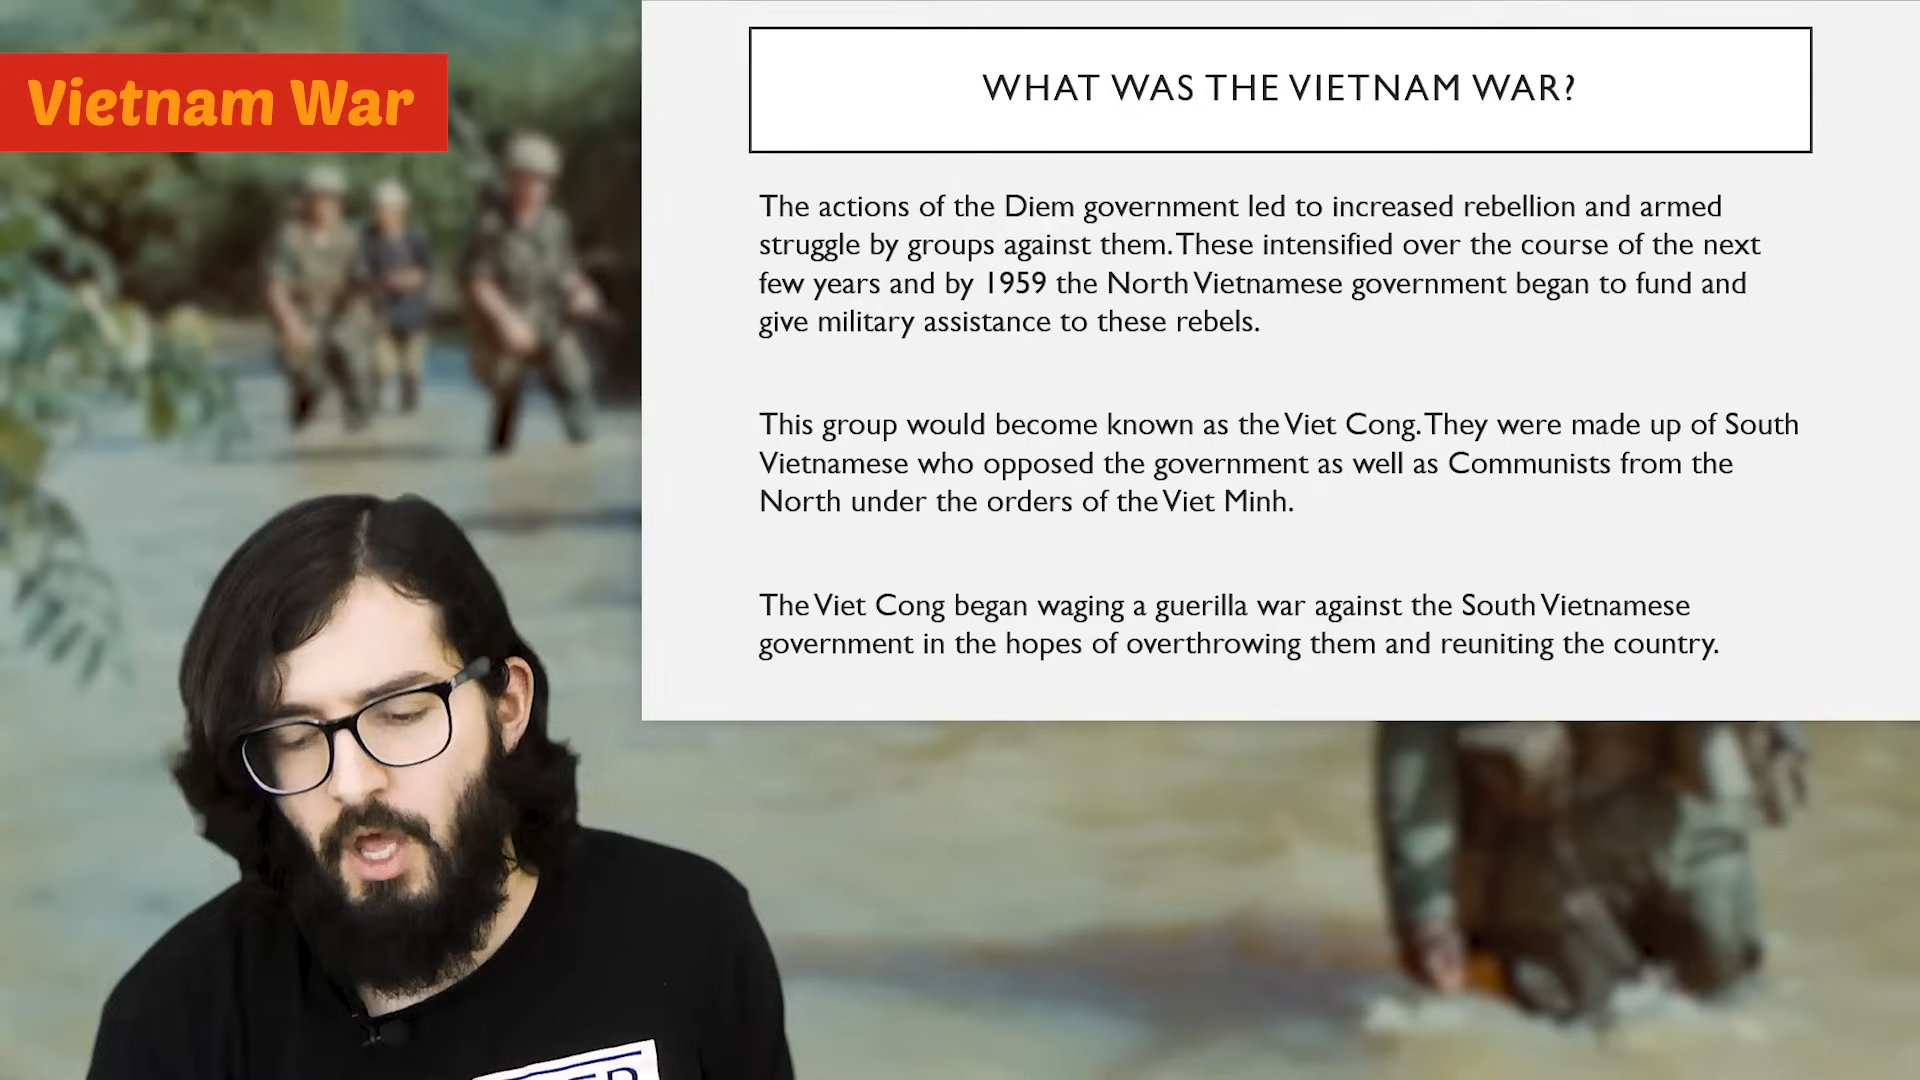 Vietnam War
WHAT WAS THE VIETNAM WAR?
The actions of the Diem government led to increased rebellion and armed
struggle by groups against them. These intensified over the course of the next
few years and by 1959 the North Vietnamese government began to fund and
give military assistance to these rebels.
This group would become known as the Viet Cong. They were made up of South
Vietnamese who opposed the government as well as Communists from the
North under the orders of the Viet Minh.
The Viet Cong began waging a guerilla war against the South Vietnamese
government in the hopes of overthrowing them and reuniting the country.